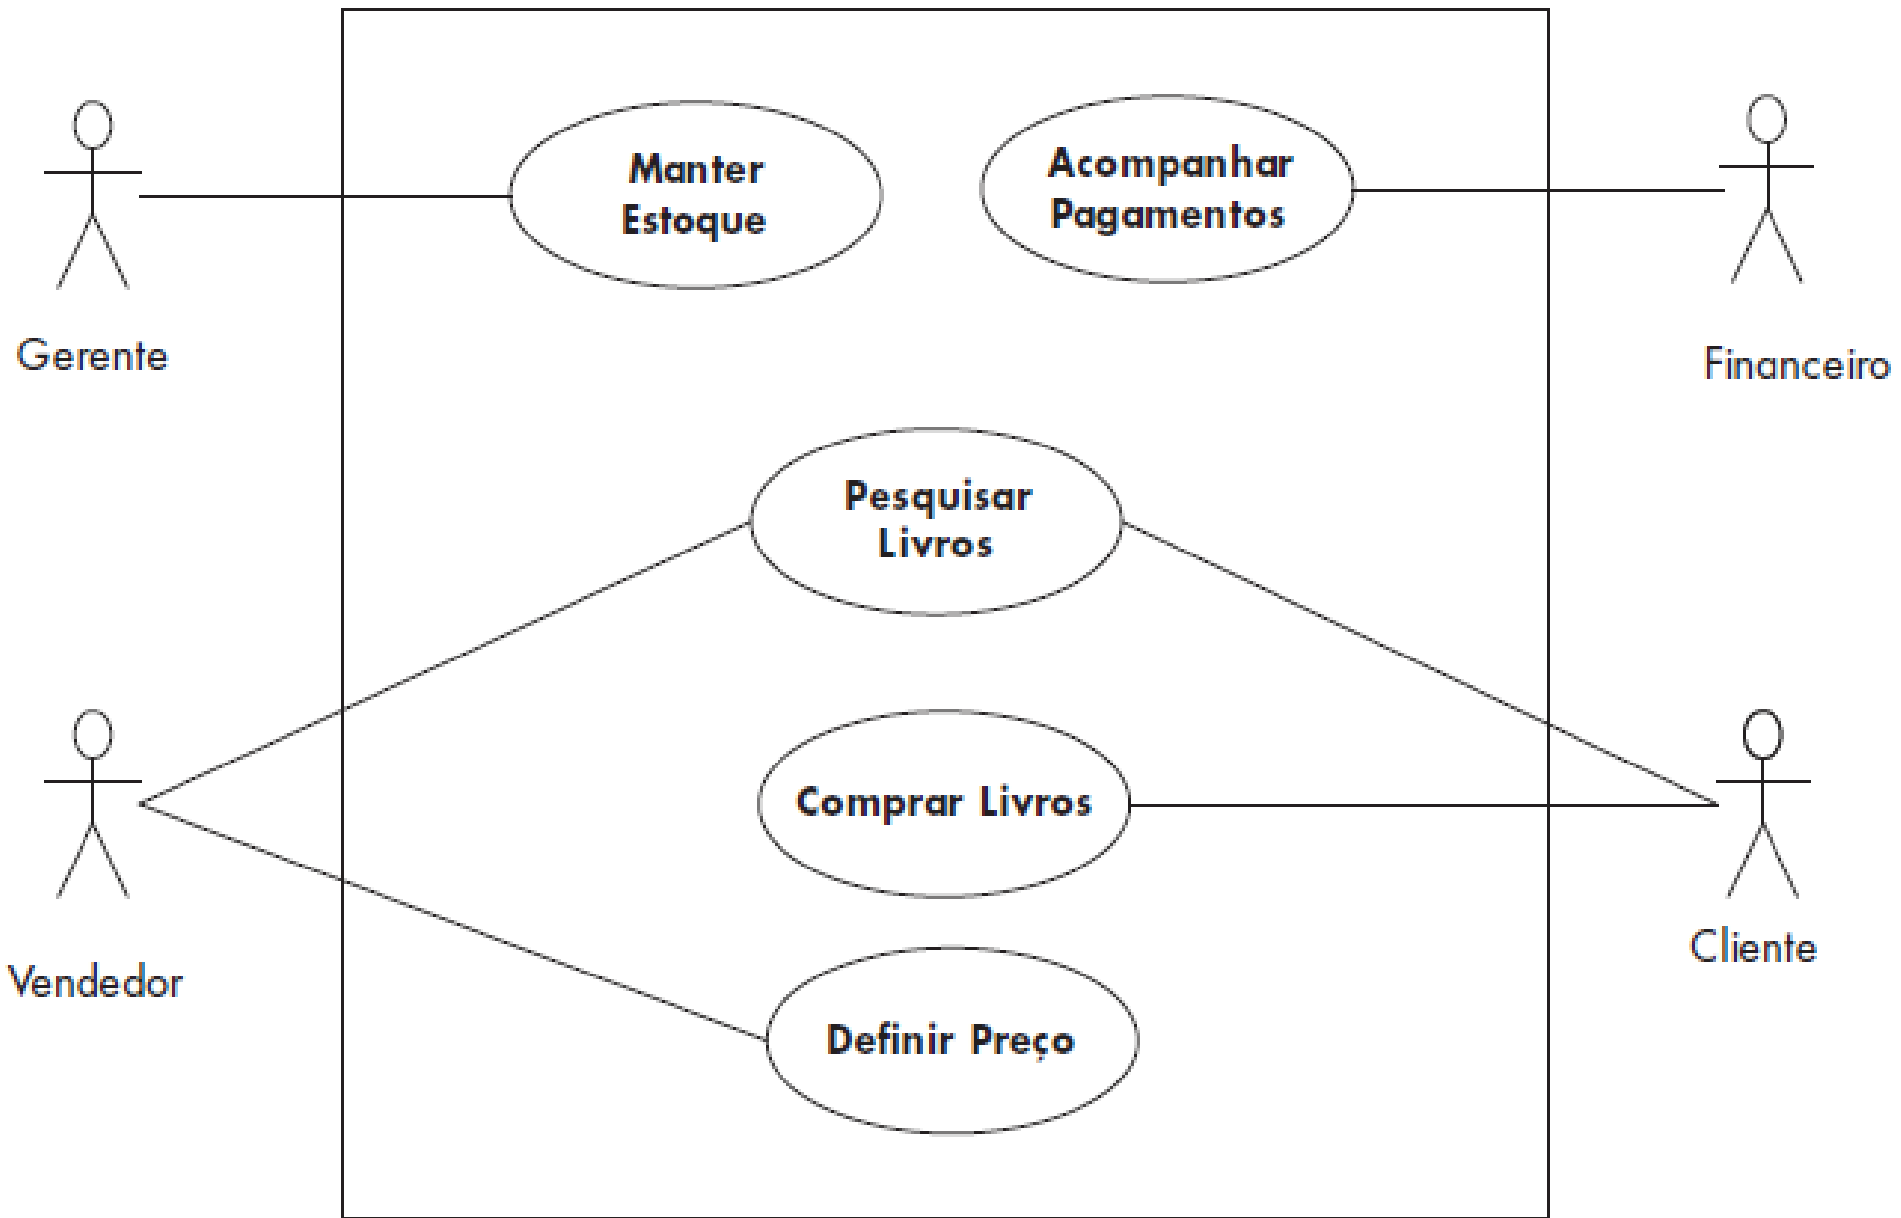 Manter
Estoque
Acompanhar
Pagamentos
Gerente
Financeiro
Pesquisar
Livros
Comprar Livros
Vendedor
Cliente
Definir Preço